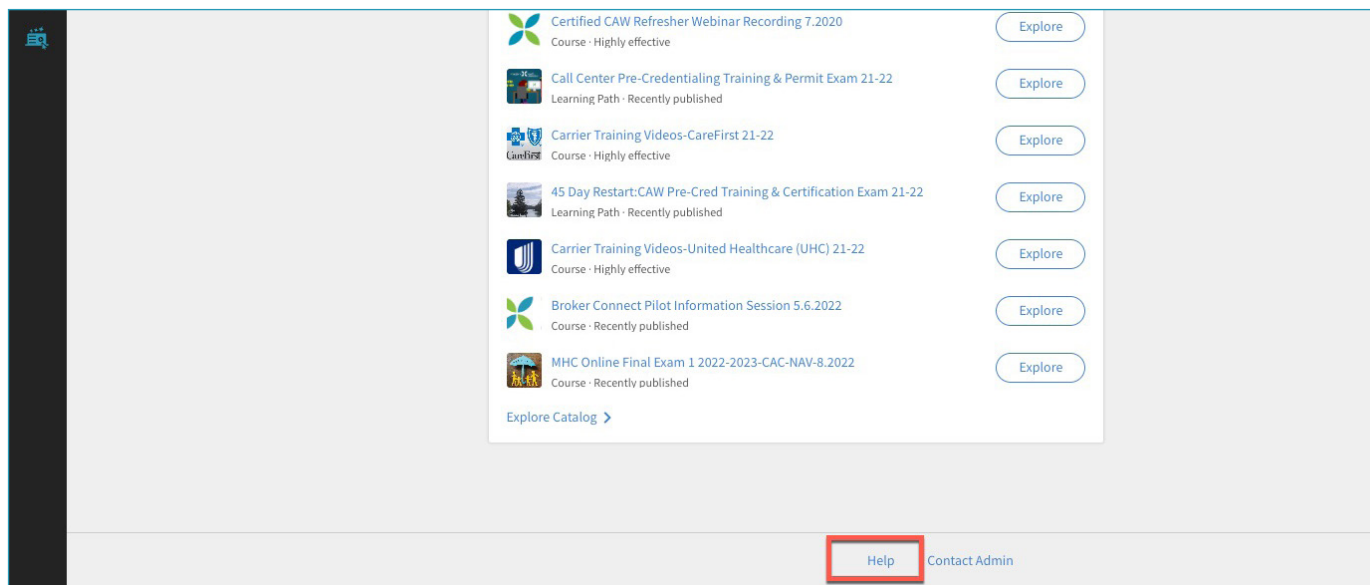 Certified CAW Refresher Webinar Recording 7.2020
Explore
Course · Highly effective
Call Center Pre-Credentialing Training & Permit Exam 21-22
Explore
Learning Path · Recently published
Carrier Training Videos-CareFirst 21-22
Explore
CareFirst
Course · Highly effective
45 Day Restart:CAW Pre-Cred Training & Certification Exam 21-22
Explore
Learning Path · Recently published
Carrier Training Videos-United Healthcare (UHC) 21-22
Explore
Course · Highly effective
Broker Connect Pilot Information Session 5.6.2022
Explore
Course · Recently published
MHC Online Final Exam 1 2022-2023-CAC-NAV-8.2022
Explore
Course · Recently published
Explore Catalog
Help Contact Admin